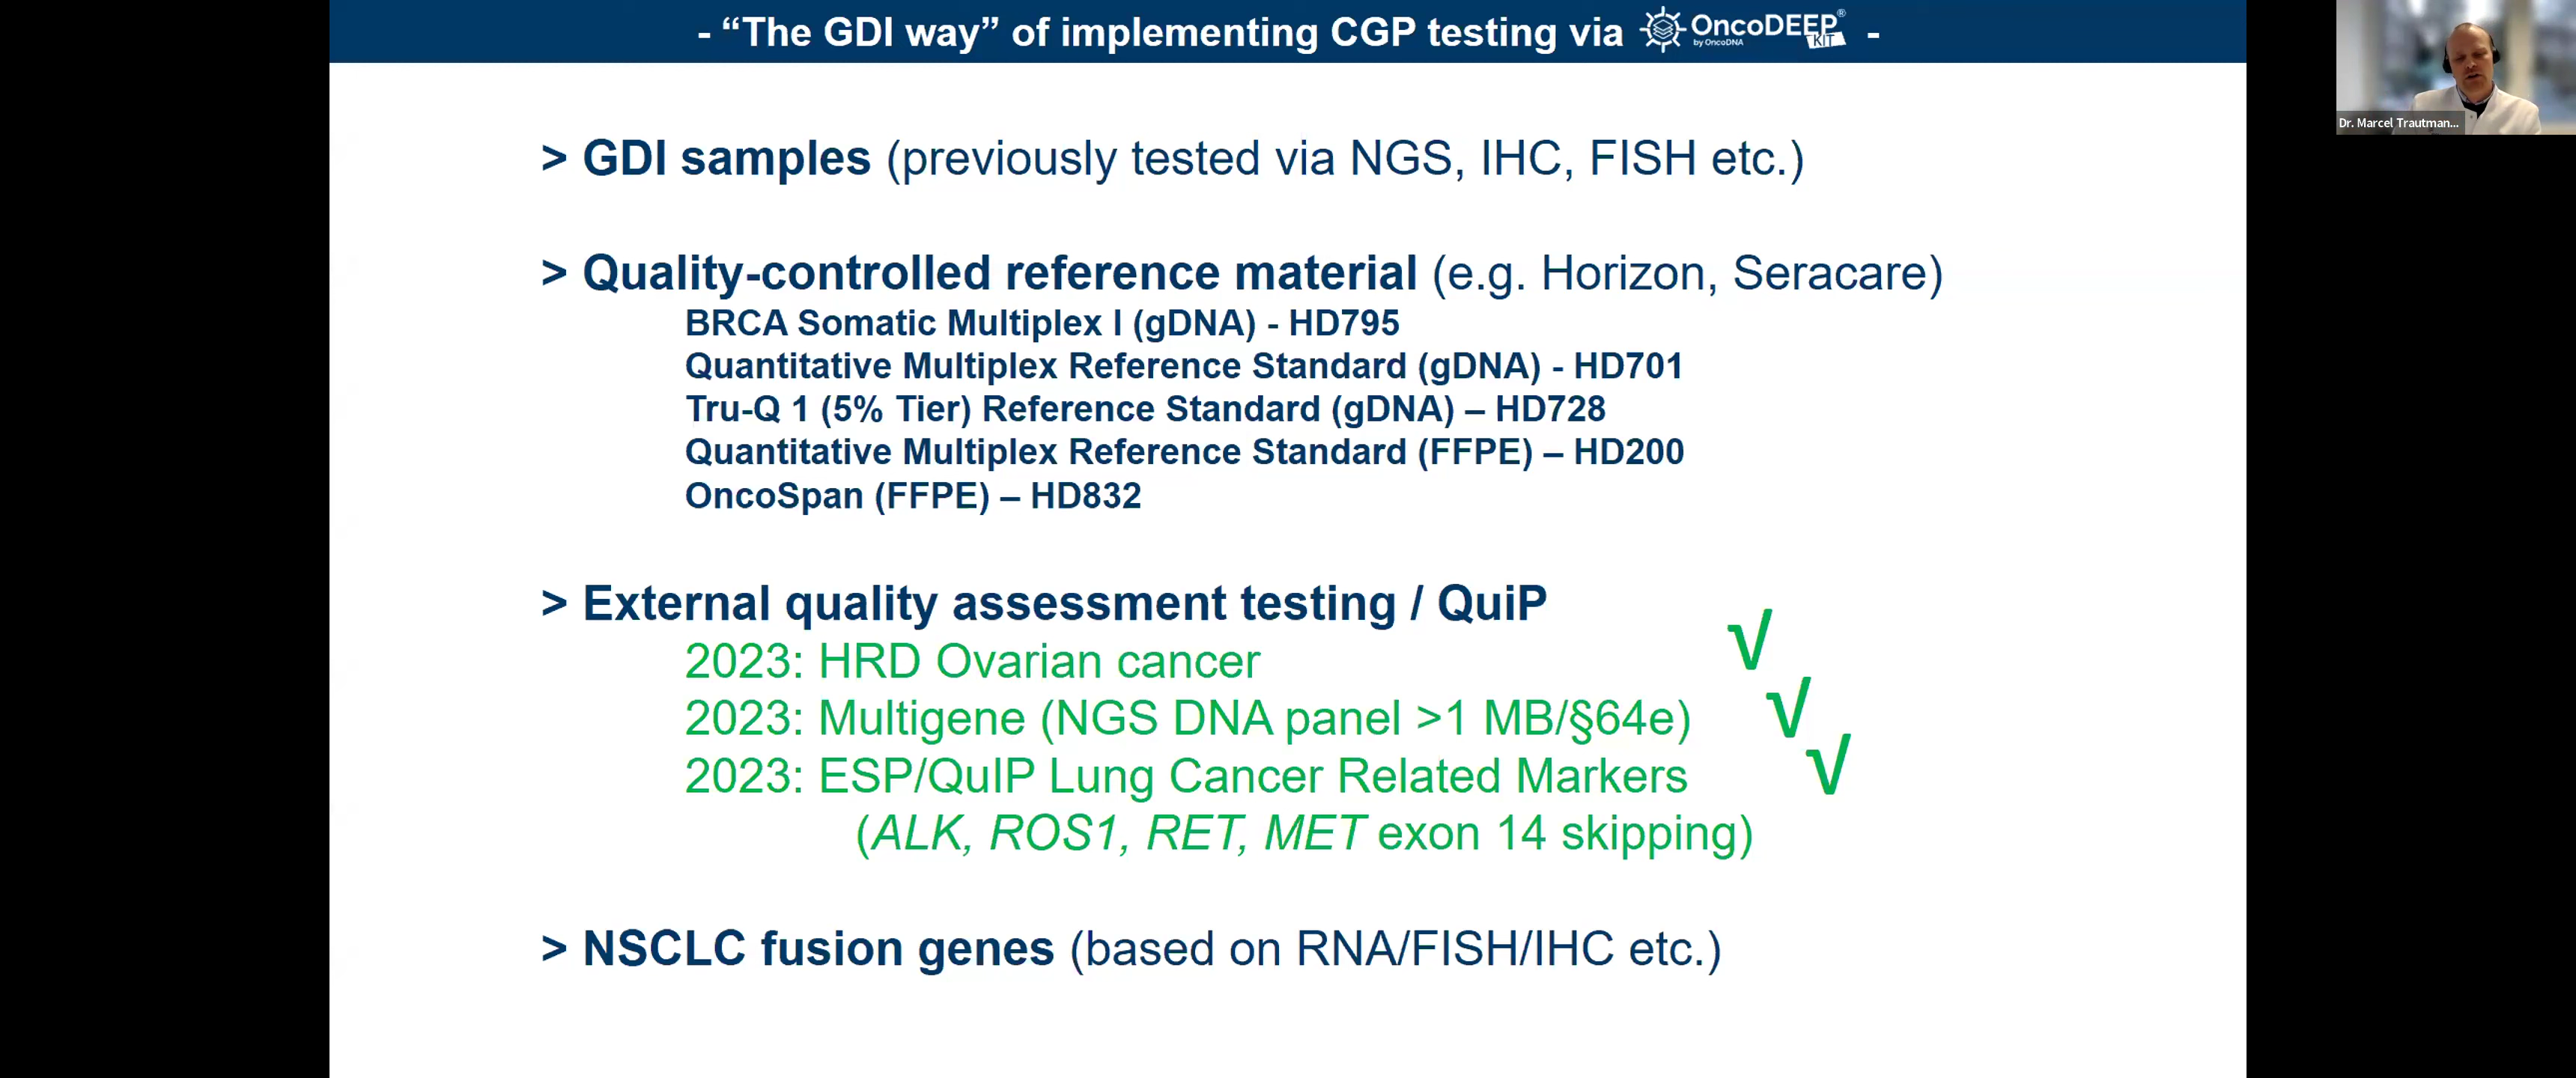 - “The GDI way” of implementing CGP testing via OncoDEEP® KIT by OncoDNA -
Dr. Marcel Trautman...
> GDI samples (previously tested via NGS, IHC, FISH etc.)
> Quality-controlled reference material (e.g. Horizon, Seracare)
BRCA Somatic Multiplex I (gDNA) - HD795
Quantitative Multiplex Reference Standard (gDNA) - HD701
Tru-Q 1 (5% Tier) Reference Standard (gDNA) – HD728
Quantitative Multiplex Reference Standard (FFPE) – HD200
OncoSpan (FFPE) – HD832
> External quality assessment testing / QuiP
2023: HRD Ovarian cancer √
2023: Multigene (NGS DNA panel >1 MB/§64e) √
2023: ESP/QuIP Lung Cancer Related Markers √
(ALK, ROS1, RET, MET exon 14 skipping)
> NSCLC fusion genes (based on RNA/FISH/IHC etc.)